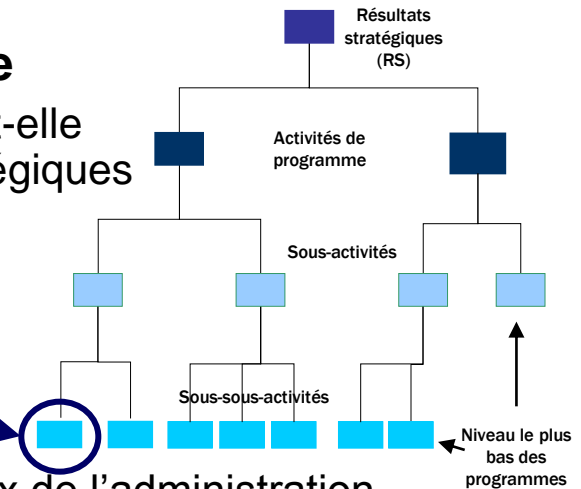 Résultats
stratégiques
(RS)
e
-elle
égiques
Activités de
programme
Sous-activités
Sous-sous-activités
Niveau le plus
bas des
programmes
x de l’administration